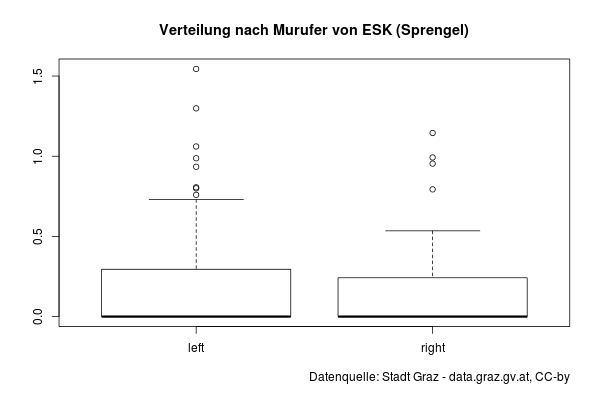 Verteilung nach Murufer von ESK (Sprengel)
1.5
1.0
0.5
0.0
left right
Datenquelle: Stadt Graz - data.graz.gv.at, CC-by